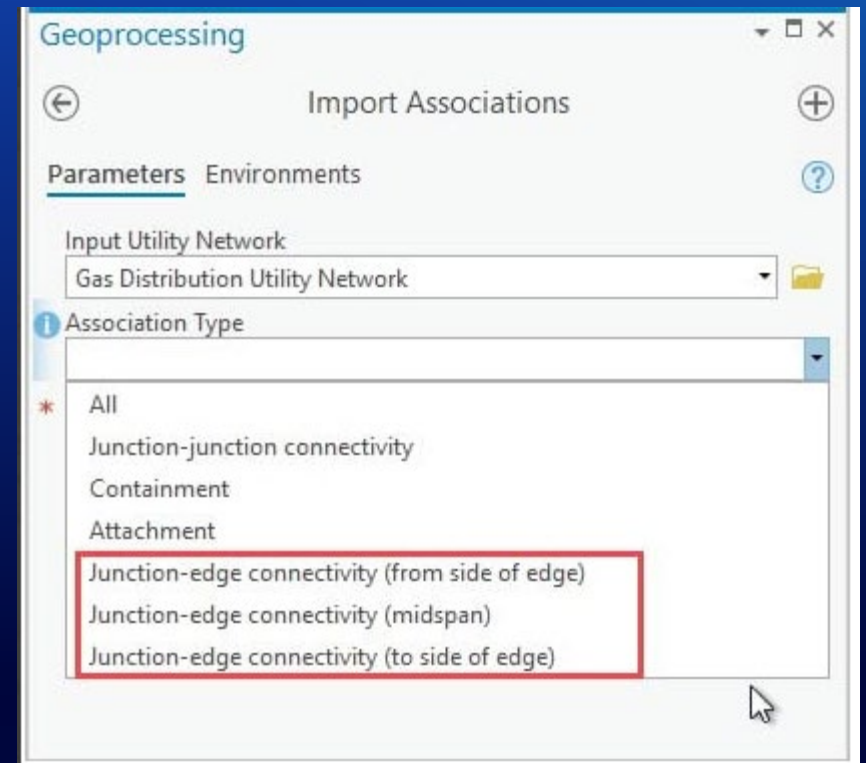 Geoprocessing
Import Associations
Parameters Environments
Input Utility Network
Gas Distribution Utility Network
Association Type
* All
Junction-junction connectivity
Containment
Attachment
Junction-edge connectivity (from side of edge)
Junction-edge connectivity (midspan)
Junction-edge connectivity (to side of edge)